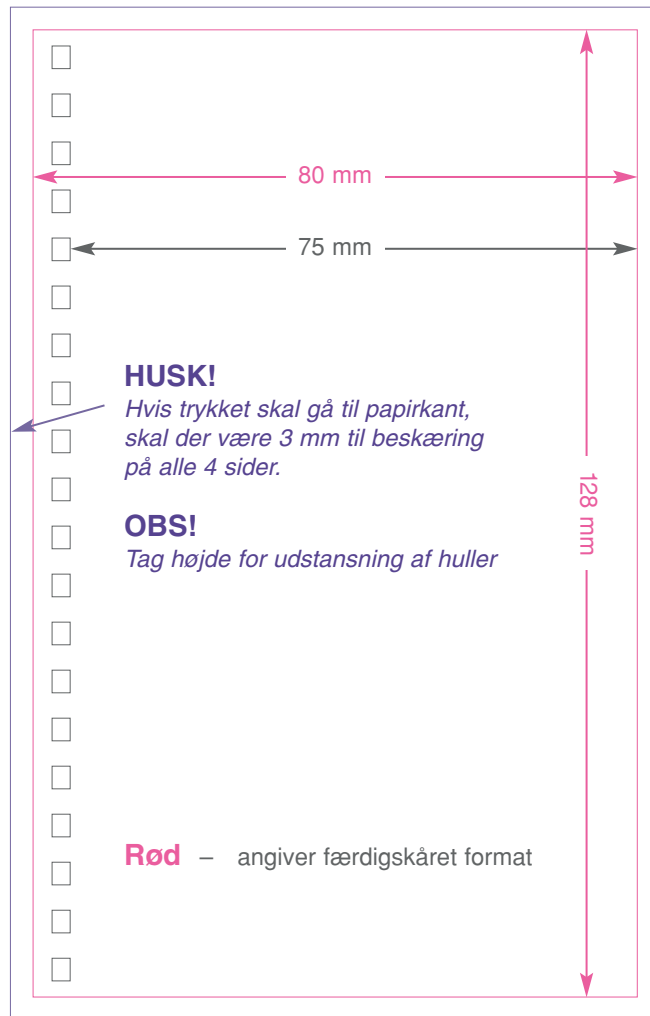 80 mm
75 mm
HUSK!
Hvis trykket skal gå til papirkant,
skal der være 3 mm til beskæring
på alle 4 sider.
128 mm
OBS!
Tag højde for udstansning af huller
Rød – angiver færdigskåret format